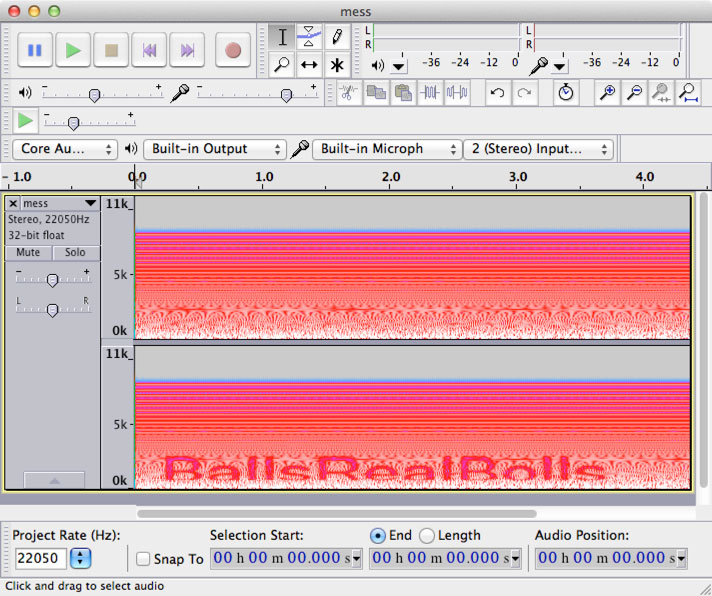 mess
L
R
-36 -24 -12 0
L
R
-36 -24 -12 0
- +
- +
- +
Core Au...
Built-in Output
Built-in Microph
2 (Stereo) Input...
- 1.0 0.0 1.0 2.0 3.0 4.0
mess
Stereo, 22050Hz
32-bit float
Mute Solo
- +
L R
11k
5k
0k
11k
5k
0k
BallsRealBolls
Project Rate (Hz):
22050
Snap To
Selection Start:
00 h 00 m 00.000 s
End Length
00 h 00 m 00.000 s
Audio Position:
00 h 00 m 00.000 s
Click and drag to select audio